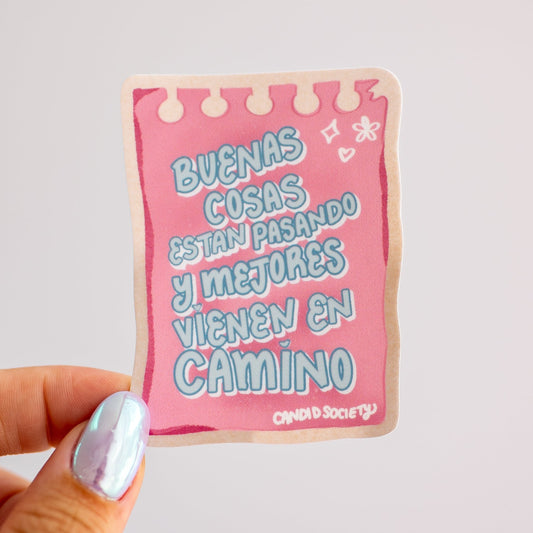 BUENAS
COSAS
ESTAN PASANDO
Y MEJORES
VIENEN EN
CAMINO
CANDID SOCIETY